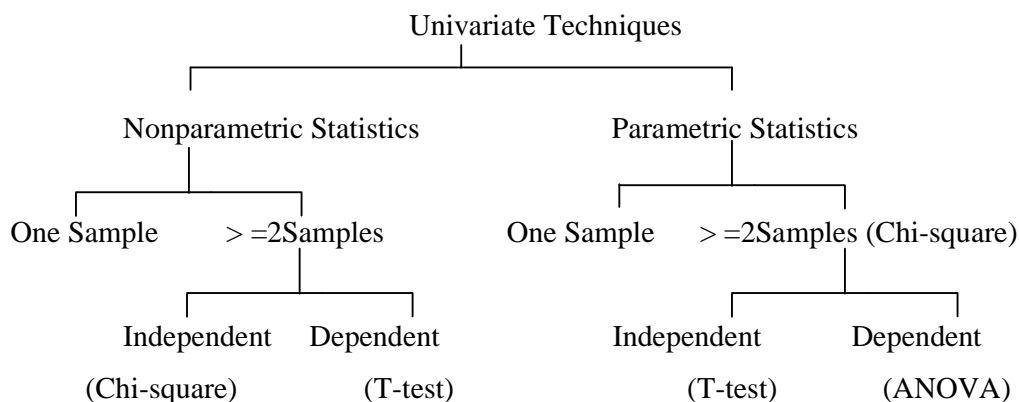 Univariate Techniques
Nonparametric Statistics Parametric Statistics
One Sample > =2Samples One Sample > =2Samples (Chi-square)
Independent Dependent Independent Dependent
(Chi-square) (T-test) (T-test) (ANOVA)